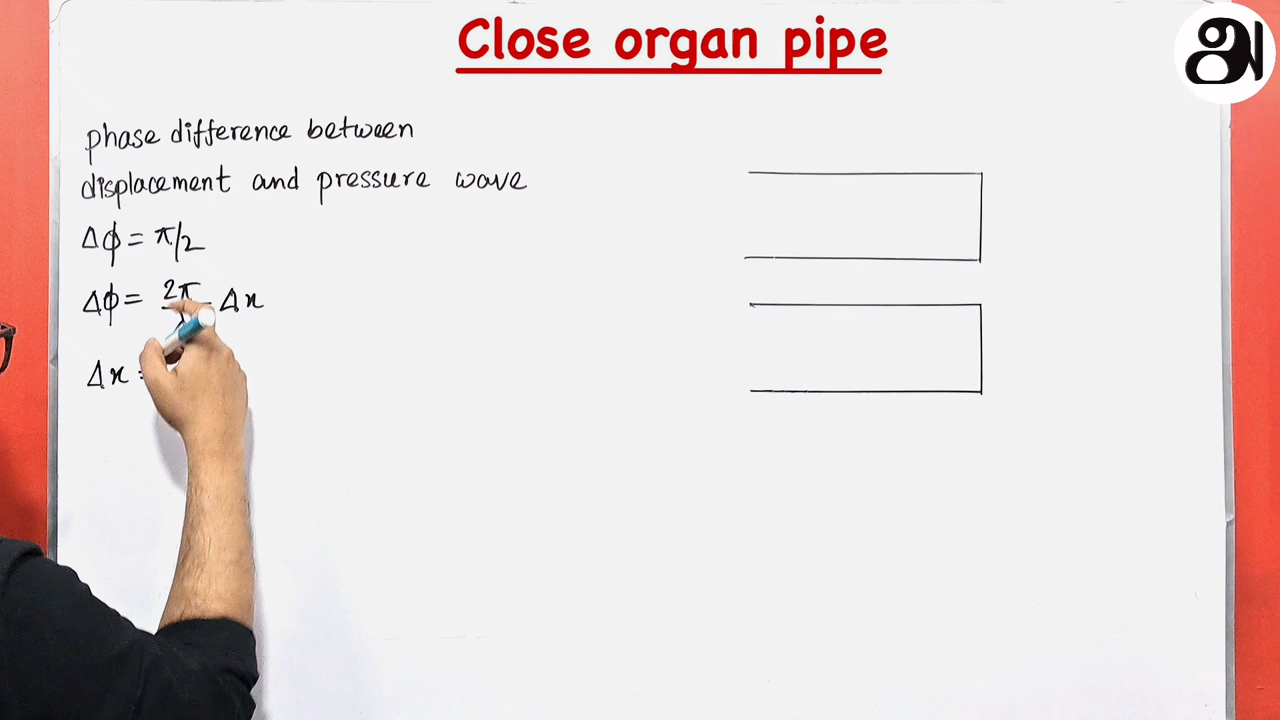 Close organ pipe
phase difference between
displacement and pressure wave
Δϕ = π/2
Δϕ = 2π Δx
Δx =